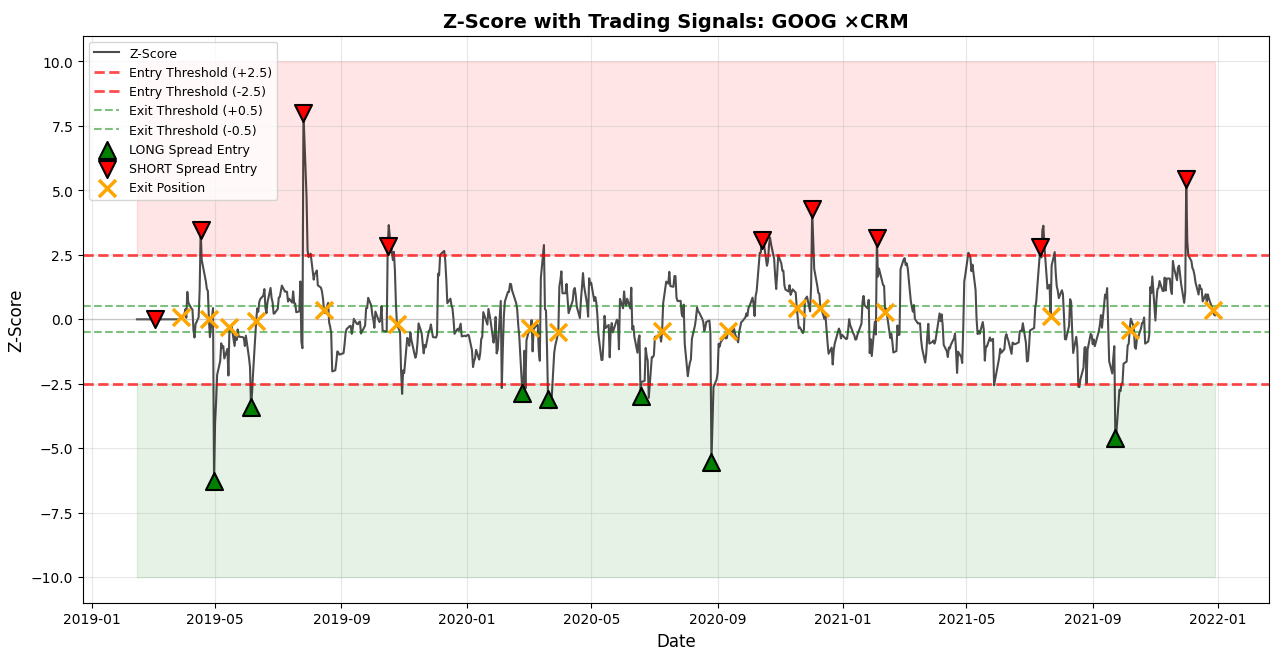 Z-Score with Trading Signals: GOOG ×CRM
Z-Score
Entry Threshold (+2.5)
Entry Threshold (-2.5)
Exit Threshold (+0.5)
Exit Threshold (-0.5)
LONG Spread Entry
SHORT Spread Entry
Exit Position
10.0
7.5
5.0
2.5
0.0
−2.5
−5.0
−7.5
−10.0
Z-Score
2019-01 2019-05 2019-09 2020-01 2020-05 2020-09 2021-01 2021-05 2021-09 2022-01
Date